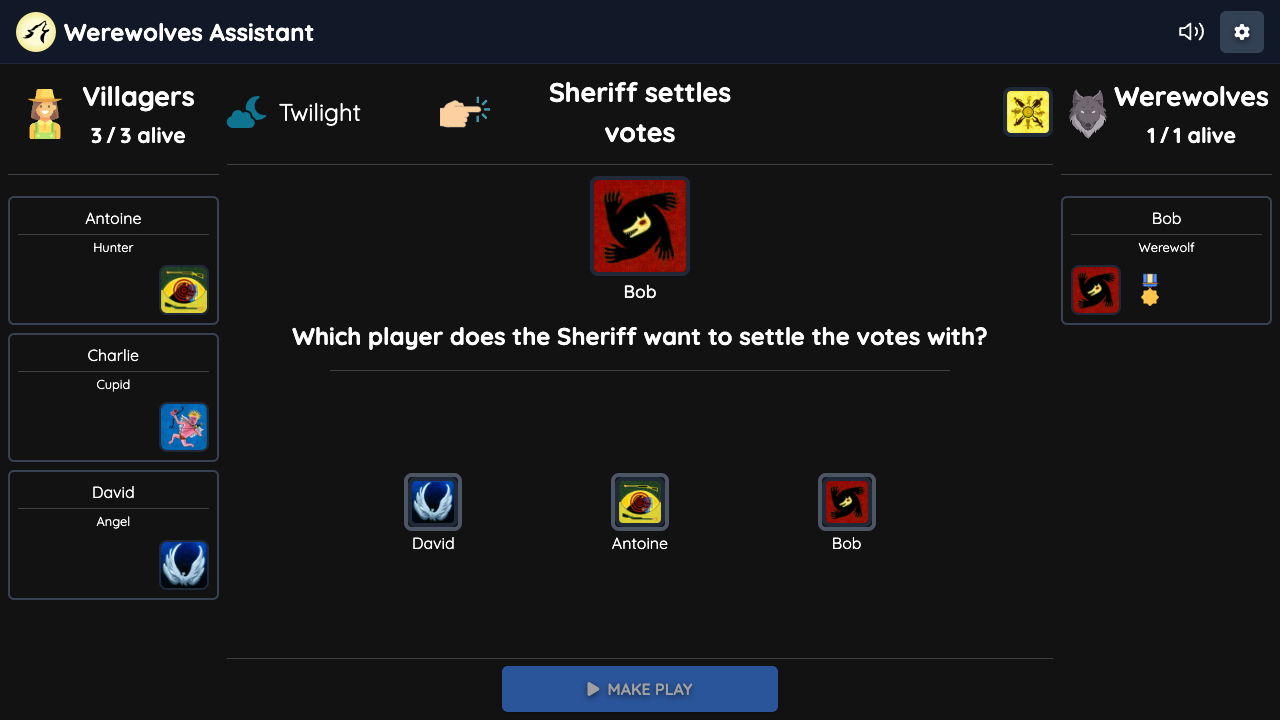 Werewolves Assistant
Villagers
3 / 3 alive
Twilight
Sheriff settles
votes
Werewolves
1 / 1 alive
Antoine
Hunter
Charlie
Cupid
David
Angel
Bob
Which player does the Sheriff want to settle the votes with?
David
Antoine
Bob
MAKE PLAY
Bob
Werewolf